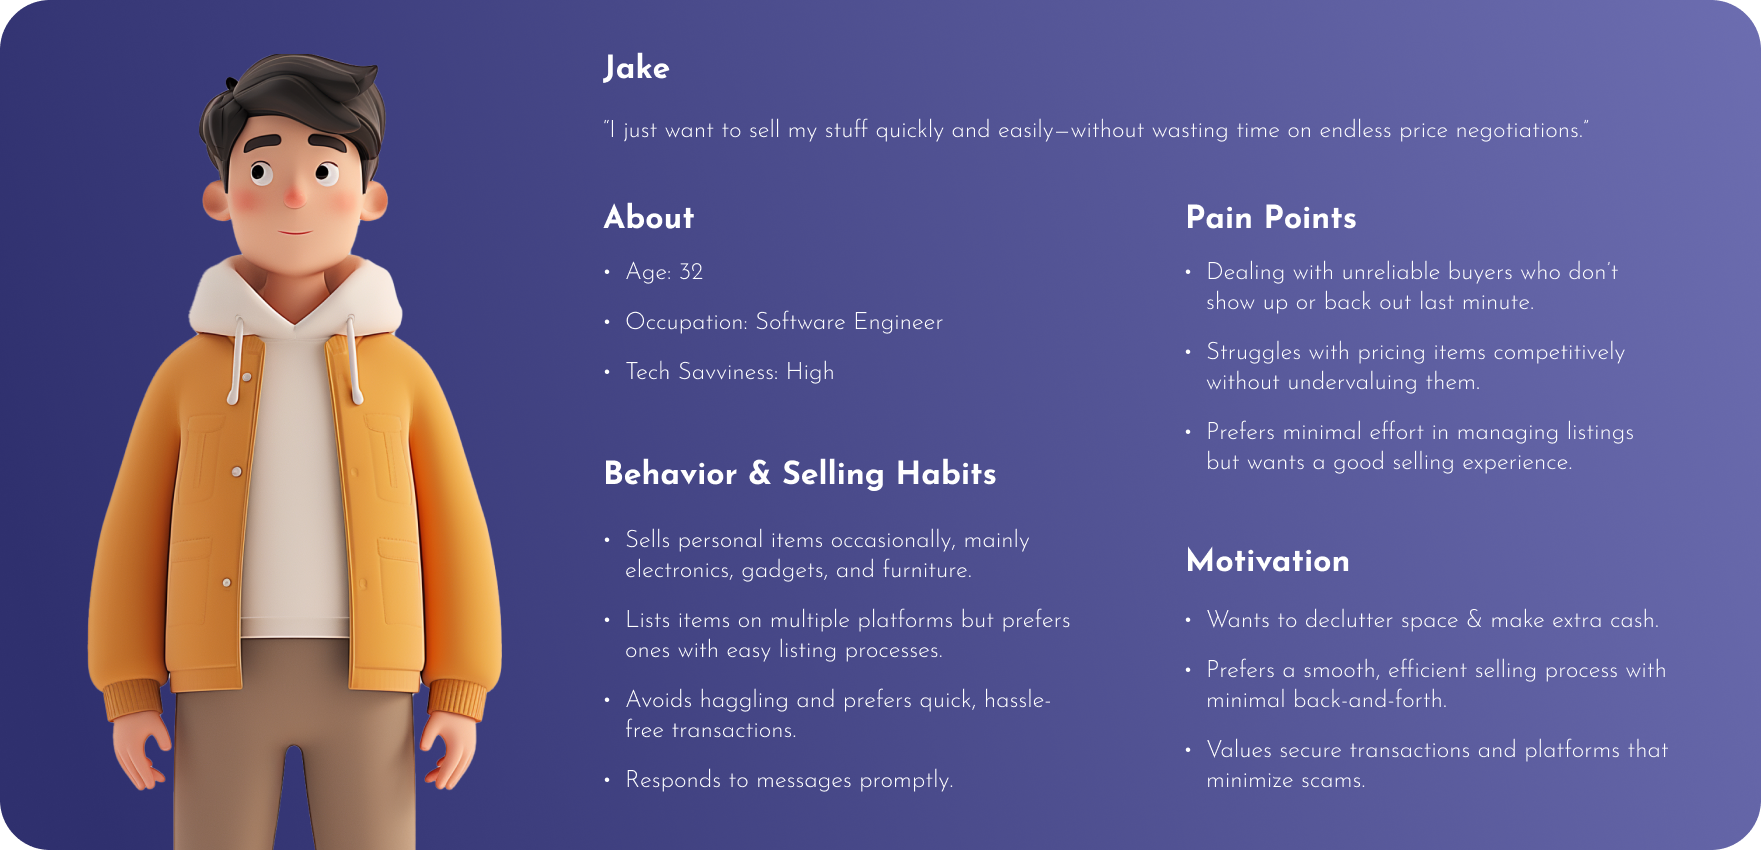 Jake
"I just want to sell my stuff quickly and easily—without wasting time on endless price negotiations."
About
• Age: 32
• Occupation: Software Engineer
• Tech Savviness: High
Behavior & Selling Habits
• Sells personal items occasionally, mainly
electronics, gadgets, and furniture.
• Lists items on multiple platforms but prefers
ones with easy listing processes.
• Avoids haggling and prefers quick, hassle-
free transactions.
• Responds to messages promptly.
Pain Points
• Dealing with unreliable buyers who don't
show up or back out last minute.
• Struggles with pricing items competitively
without undervaluing them.
• Prefers minimal effort in managing listings
but wants a good selling experience.
Motivation
• Wants to declutter space & make extra cash.
• Prefers a smooth, efficient selling process with
minimal back-and-forth.
• Values secure transactions and platforms that
minimize scams.